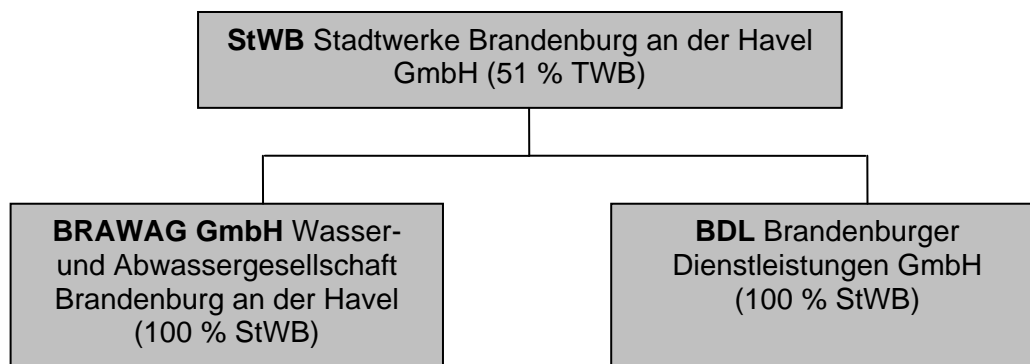 StWB Stadtwerke Brandenburg an der Havel
GmbH (51 % TWB)
BRAWAG GmbH Wasser-
und Abwassergesellschaft
Brandenburg an der Havel
(100 % StWB)
BDL Brandenburger
Dienstleistungen GmbH
(100 % StWB)